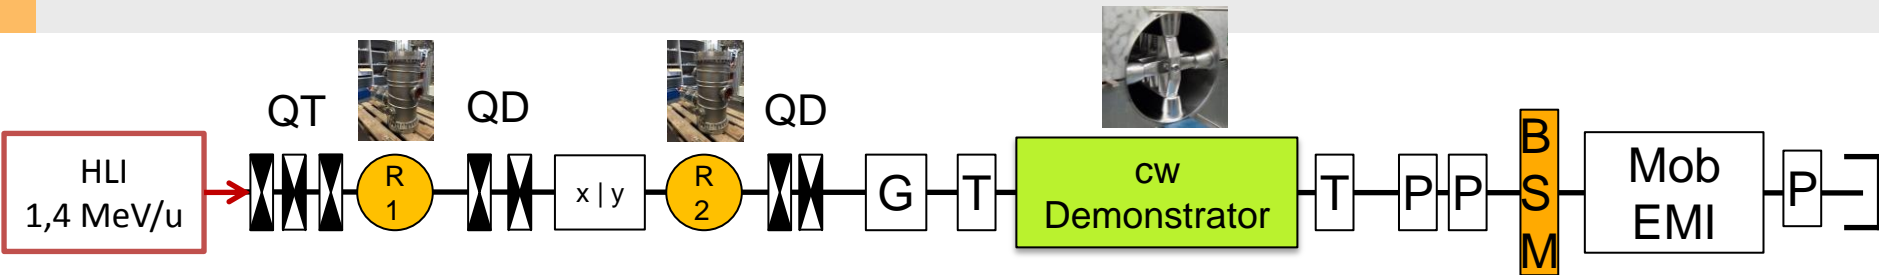 HLI
1,4 MeV/u
QT
R
1
QD
x | y
R
2
QD
G
T
cw
Demonstrator
T
P
P
B
S
M
Mob
EMI
P